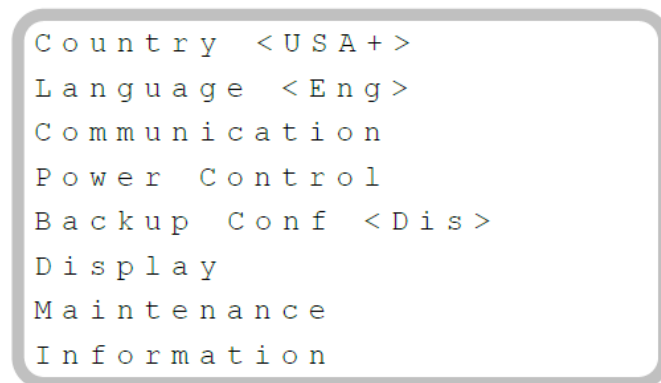 Country <USA+>
Language <Eng>
Communication
Power Control
Backup Conf <Dis>
Display
Maintenance
Information